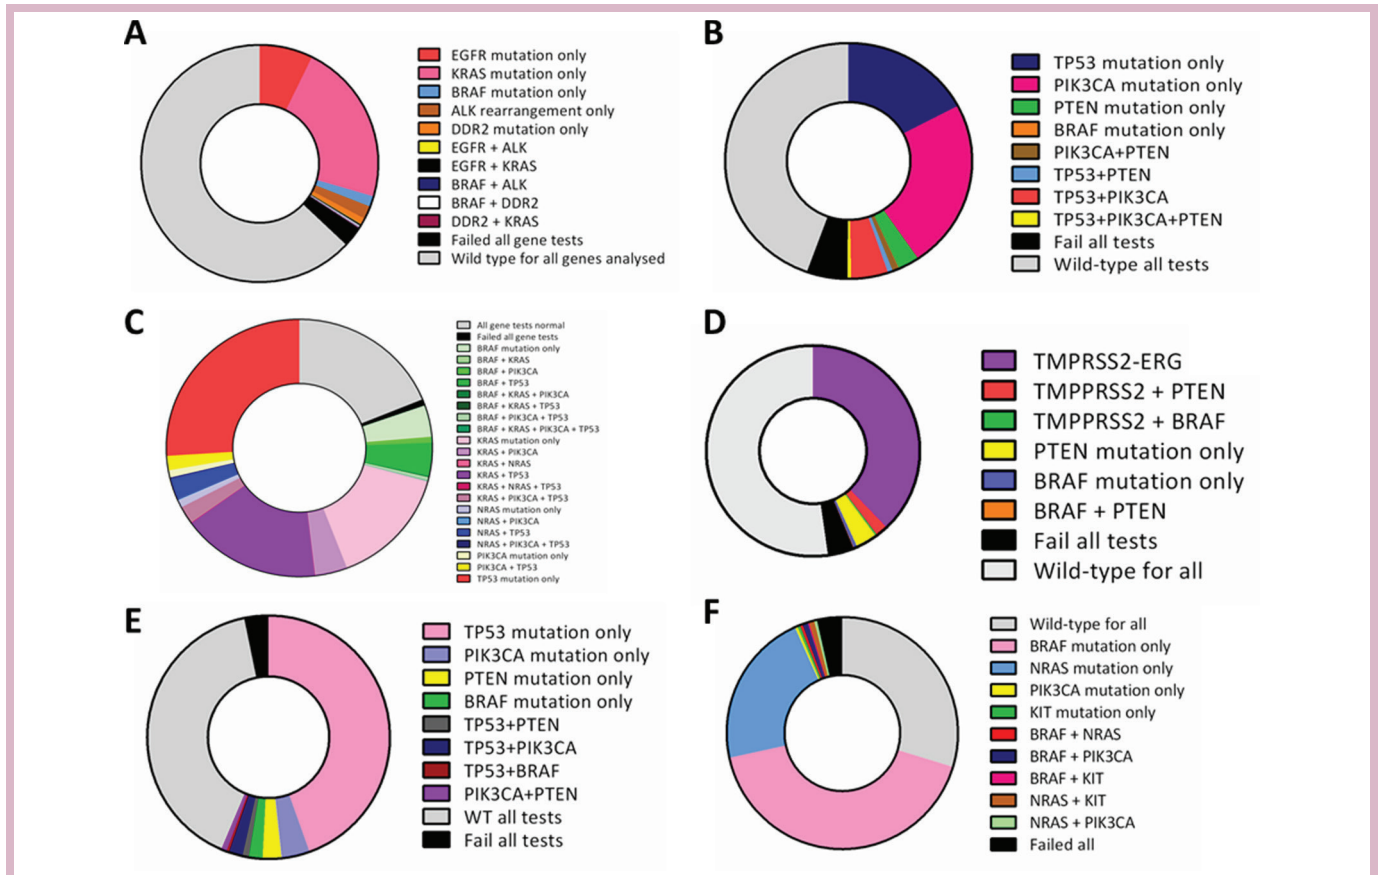 A
EGFR mutation only
KRAS mutation only
BRAF mutation only
ALK rearrangement only
DDR2 mutation only
EGFR + ALK
EGFR + KRAS
BRAF + ALK
BRAF + DDR2
DDR2 + KRAS
Failed all gene tests
Wild type for all genes analysed
B
TP53 mutation only
PIK3CA mutation only
PTEN mutation only
BRAF mutation only
PIK3CA+PTEN
TP53+PTEN
TP53+PIK3CA
TP53+PIK3CA+PTEN
Fail all tests
Wild-type all tests
C
All gene tests normal
Failed all gene tests
BRAF mutation only
BRAF + KRAS
BRAF + PIK3CA
BRAF + TP53
BRAF + KRAS + PIK3CA
BRAF + KRAS + TP53
BRAF + PIK3CA + TP53
BRAF + KRAS + PIK3CA + TP53
KRAS mutation only
KRAS + PIK3CA
KRAS + NRAS
KRAS + TP53
KRAS + NRAS + TP53
KRAS + PIK3CA + TP53
NRAS mutation only
NRAS + PIK3CA
NRAS + TP53
NRAS + PIK3CA + TP53
PIK3CA mutation only
PIK3CA + TP53
TP53 mutation only
D
TMPRSS2-ERG
TMPPRSS2 + PTEN
TMPPRSS2 + BRAF
PTEN mutation only
BRAF mutation only
BRAF + PTEN
Fail all tests
Wild-type for all
E
TP53 mutation only
PIK3CA mutation only
PTEN mutation only
BRAF mutation only
TP53+PTEN
TP53+PIK3CA
TP53+BRAF
PIK3CA+PTEN
WT all tests
Fail all tests
F
Wild-type for all
BRAF mutation only
NRAS mutation only
PIK3CA mutation only
KIT mutation only
BRAF + NRAS
BRAF + PIK3CA
BRAF + KIT
NRAS + KIT
NRAS + PIK3CA
Failed all